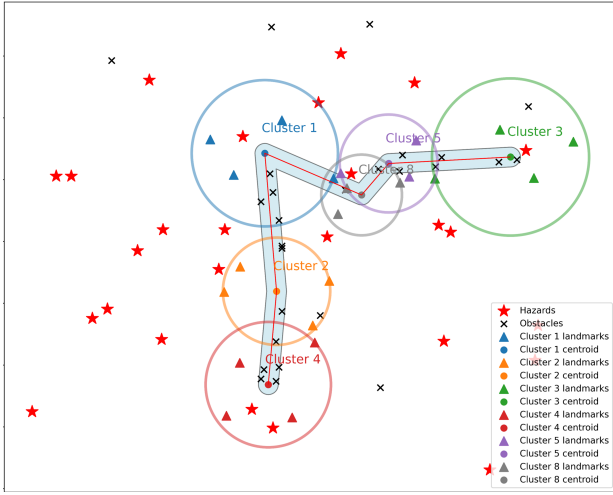 Cluster 1
Cluster 5
Cluster 3
Cluster 8
Cluster 2
Cluster 4
Hazards
Obstacles
Cluster 1 landmarks
Cluster 1 centroid
Cluster 2 landmarks
Cluster 2 centroid
Cluster 3 landmarks
Cluster 3 centroid
Cluster 4 landmarks
Cluster 4 centroid
Cluster 5 landmarks
Cluster 5 centroid
Cluster 8 landmarks
Cluster 8 centroid